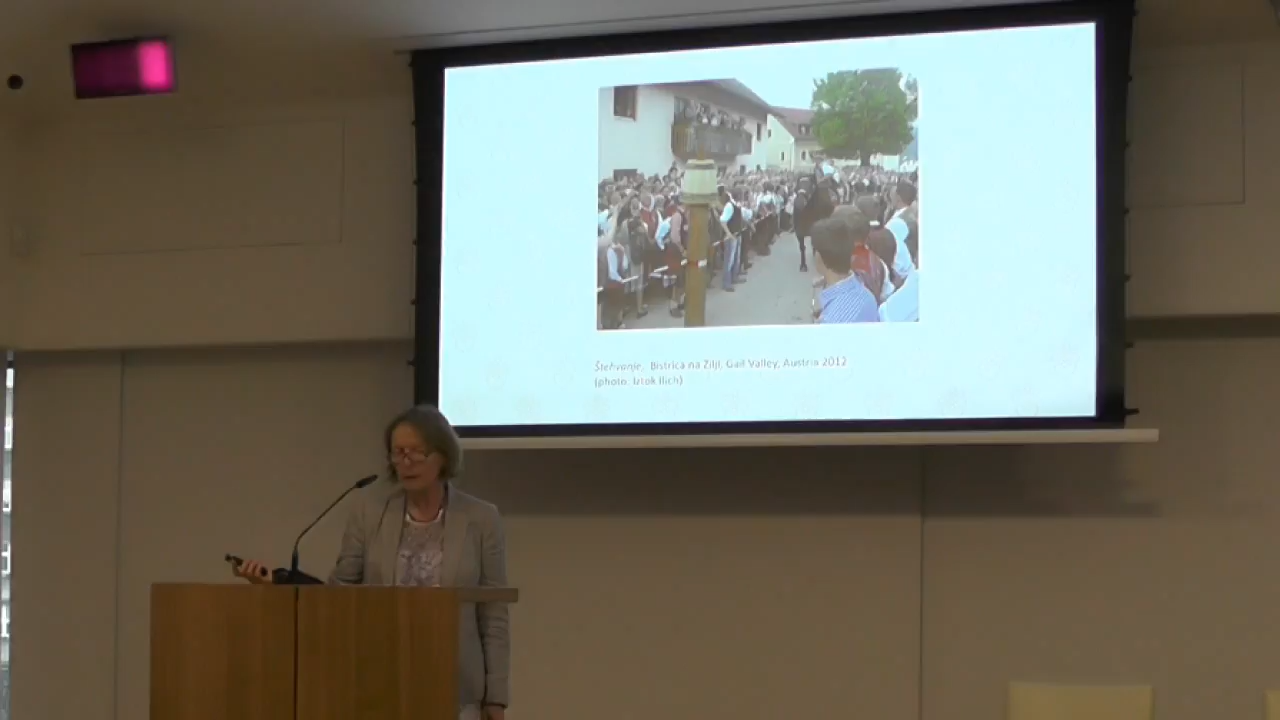 Štehvanje, Bistrica na Zilji, Gail Valley, Austria 2012
(photo: Iztok Ilich)